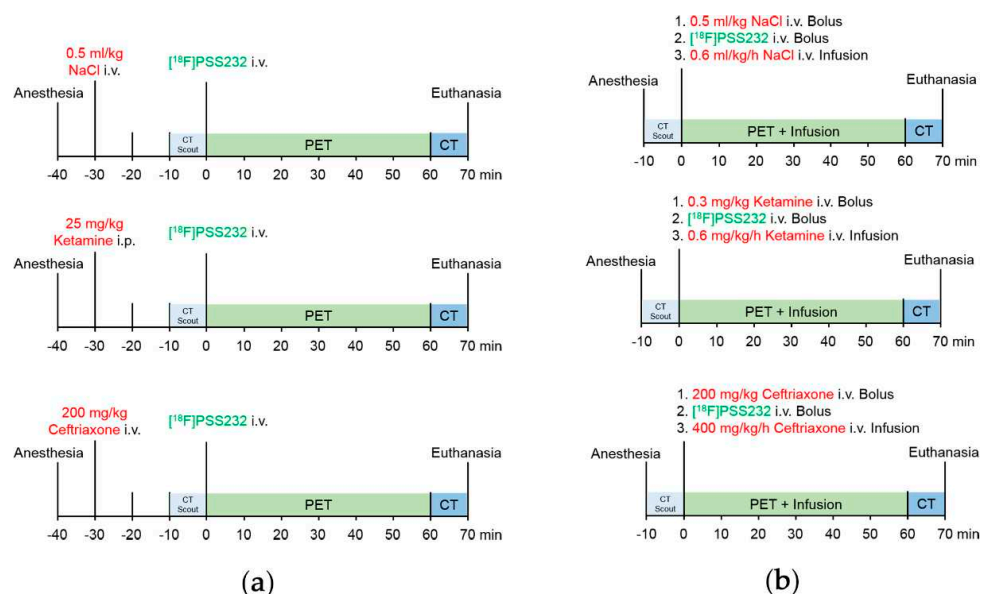 0.5 ml/kg
NaCl i.v.
[¹⁸F]PSS232 i.v.
Anesthesia
Euthanasia
CT
Scout
PET
CT
-40 -30 -20 -10 0 10 20 30 40 50 60 70 min
25 mg/kg
Ketamine i.p.
[¹⁸F]PSS232 i.v.
Anesthesia
Euthanasia
CT
Scout
PET
CT
-40 -30 -20 -10 0 10 20 30 40 50 60 70 min
200 mg/kg
Ceftriaxone i.v.
[¹⁸F]PSS232 i.v.
Anesthesia
Euthanasia
CT
Scout
PET
CT
-40 -30 -20 -10 0 10 20 30 40 50 60 70 min
(a)
1. 0.5 ml/kg NaCl i.v. Bolus
2. [¹⁸F]PSS232 i.v. Bolus
3. 0.6 ml/kg/h NaCl i.v. Infusion
Anesthesia
Euthanasia
CT
Scout
PET + Infusion
CT
-10 0 10 20 30 40 50 60 70 min
1. 0.3 mg/kg Ketamine i.v. Bolus
2. [¹⁸F]PSS232 i.v. Bolus
3. 0.6 mg/kg/h Ketamine i.v. Infusion
Anesthesia
Euthanasia
CT
Scout
PET + Infusion
CT
-10 0 10 20 30 40 50 60 70 min
1. 200 mg/kg Ceftriaxone i.v. Bolus
2. [¹⁸F]PSS232 i.v. Bolus
3. 400 mg/kg/h Ceftriaxone i.v. Infusion
Anesthesia
Euthanasia
CT
Scout
PET + Infusion
CT
-10 0 10 20 30 40 50 60 70 min
(b)